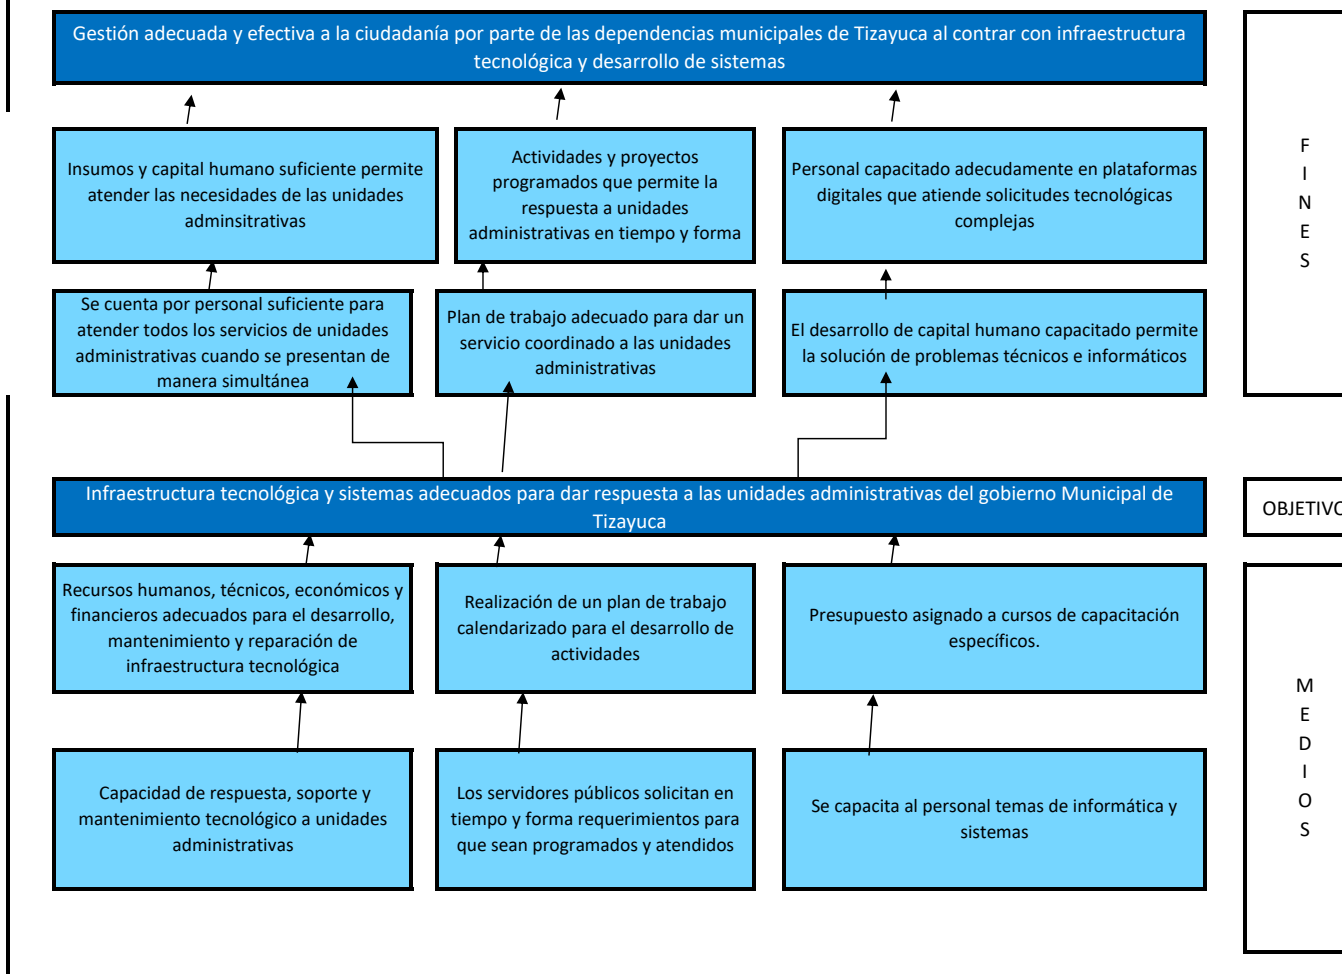 Gestión adecuada y efectiva a la ciudadanía por parte de las dependencias municipales de Tizayuca al contrar con infraestructura
tecnológica y desarrollo de sistemas
Insumos y capital humano suficiente permite
atender las necesidades de las unidades
adminsitrativas
Actividades y proyectos
programados que permite la
respuesta a unidades
administrativas en tiempo y forma
Personal capacitado adecudamente en plataformas
digitales que atiende solicitudes tecnológicas
complejas
F
I
N
E
S
Se cuenta por personal suficiente para
atender todos los servicios de unidades
administrativas cuando se presentan de
manera simultánea
Plan de trabajo adecuado para dar un
servicio coordinado a las unidades
administrativas
El desarrollo de capital humano capacitado permite
la solución de problemas técnicos e informáticos
Infraestructura tecnológica y sistemas adecuados para dar respuesta a las unidades administrativas del gobierno Municipal de
Tizayuca
OBJETIVO
Recursos humanos, técnicos, económicos y
financieros adecuados para el desarrollo,
mantenimiento y reparación de
infraestructura tecnológica
Realización de un plan de trabajo
calendarizado para el desarrollo de
actividades
Presupuesto asignado a cursos de capacitación
específicos.
M
E
D
I
O
S
Capacidad de respuesta, soporte y
mantenimiento tecnológico a unidades
administrativas
Los servidores públicos solicitan en
tiempo y forma requerimientos para
que sean programados y atendidos
Se capacita al personal temas de informática y
sistemas